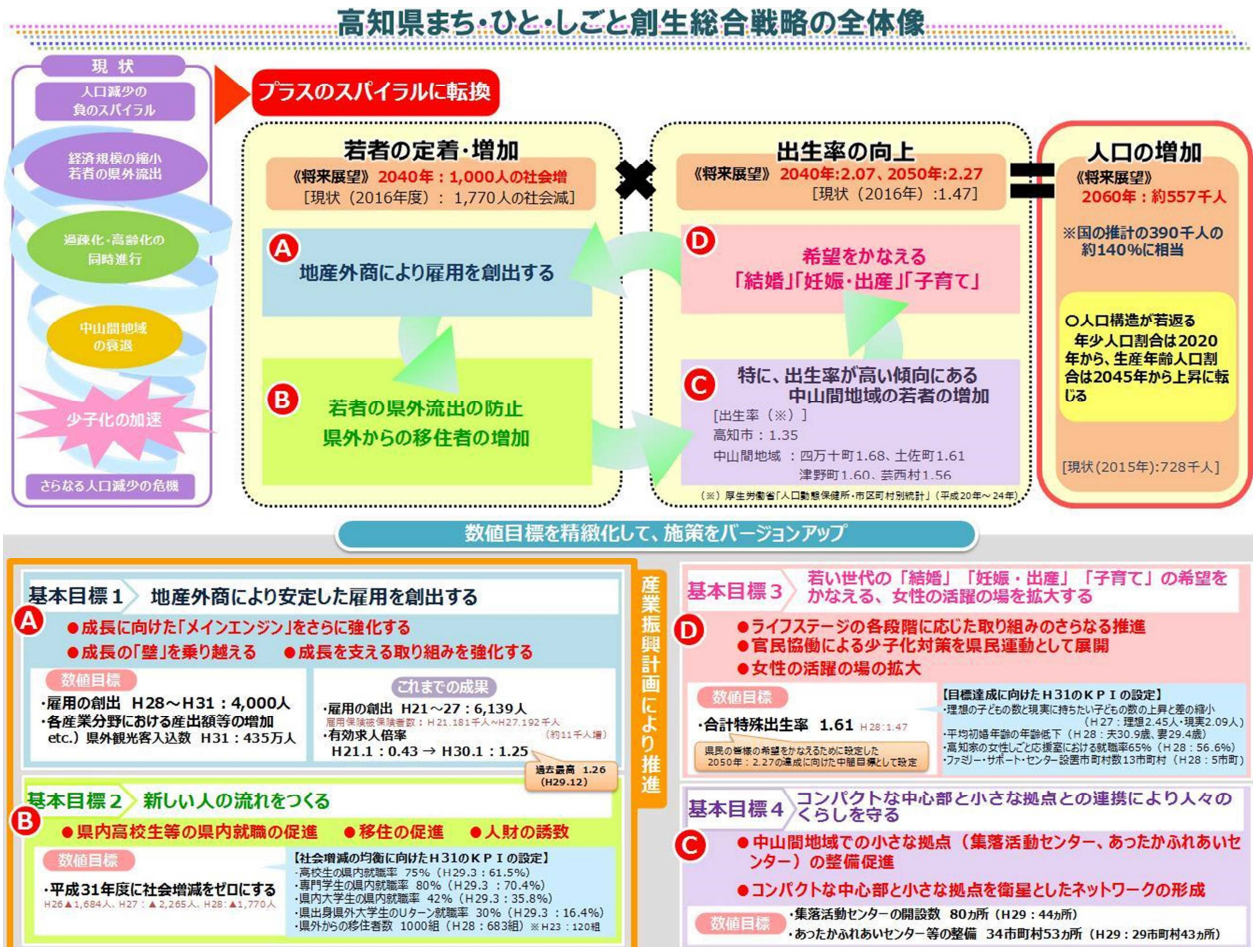 高知県まち・ひと・しごと創生総合戦略の全体像
現 状
人口減少の
負のスパイラル
経済規模の縮小
若者の県外流出
過疎化・高齢化の
同時進行
中山間地域
の衰退
少子化の加速
さらなる人口減少の危機
プラスのスパイラルに転換
若者の定着・増加
《将来展望》 2040年：1,000人の社会増
[現状（2016年度）： 1,770人の社会減]
A
地産外商により雇用を創出する
B
若者の県外流出の防止
県外からの移住者の増加
✖
出生率の向上
《将来展望》 2040年:2.07、2050年:2.27
[現状（2016年）:1.47]
D
希望をかなえる
「結婚」「妊娠・出産」「子育て」
C
特に、出生率が高い傾向にある
中山間地域の若者の増加
[出生率（※）]
高知市：1.35
中山間地域 ：四万十町1.68、土佐町1.61
津野町1.60、芸西村1.56
（※）厚生労働省「人口動態保健所・市区町村別統計」（平成20年～24年）
＝
人口の増加
《将来展望》
2060年：約557千人
※国の推計の390千人の
約140%に相当
○人口構造が若返る
年少人口割合は2020
年から、生産年齢人口割
合は2045年から上昇に転
じる
[現状(2015年):728千人]
数値目標を精緻化して、施策をバージョンアップ
基本目標１ 地産外商により安定した雇用を創出する
A
●成長に向けた「メインエンジン」をさらに強化する
●成長の「壁」を乗り越える ●成長を支える取り組みを強化する
数値目標
・雇用の創出 H28～H31：4,000人
・各産業分野における産出額等の増加
etc.）県外観光客入込数 H31：435万人
これまでの成果
・雇用の創出 H21～27：6,139人
雇用保険被保険者数：H21.181千人→H27.192千人
（約11千人増）
・有効求人倍率
H21.1：0.43 → H30.1：1.25
過去最高 1.26
(H29.12)
産業振興計画により推進
基本目標２ 新しい人の流れをつくる
B
●県内高校生等の県内就職の促進 ●移住の促進 ●人財の誘致
数値目標
・平成31年度に社会増減をゼロにする
H26▲1,684人、H27：▲2,265人、H28：▲1,770人
【社会増減の均衡に向けたH31のKPIの設定】
・高校生の県内就職率 75%（H29.3：61.5%）
・専門学生の県内就職率 80%（H29.3 ：70.4%）
・県内大学生の県内就職率 42%（H29.3：35.8%）
・県出身県外大学生のUターン就職率 30%（H29.3 ：16.4%）
・県外からの移住者数 1000組（H28：683組）※H23：120組
基本目標３ 若い世代の「結婚」「妊娠・出産」「子育て」の希望を
かなえる、女性の活躍の場を拡大する
D
●ライフステージの各段階に応じた取り組みのさらなる推進
●官民協働による少子化対策を県民運動として展開
●女性の活躍の場の拡大
数値目標
・合計特殊出生率 1.61 H28:1.47
県民の皆様の希望をかなえるために設定した
2050年：2.27の達成に向けた中間目標として設定
【目標達成に向けたH31のKPIの設定】
・理想の子どもの数と現実に持ちたい子どもの数の上昇と差の縮小
（H27：理想2.45人・現実2.09人）
・平均初婚年齢の年齢低下（H28：夫30.9歳、妻29.4歳）
・高知家の女性しごと応援室における就職率65%（H28：56.6%）
・ファミリー・サポート・センター設置市町村数13市町村（H28：5市町）
基本目標４ コンパクトな中心部と小さな拠点との連携により人々の
くらしを守る
C
●中山間地域での小さな拠点（集落活動センター、あったかふれあいセ
ンター）の整備促進
●コンパクトな中心部と小さな拠点を衛星としたネットワークの形成
数値目標
・集落活動センターの開設数 80カ所（H29：44カ所）
・あったかふれあいセンター等の整備 34市町村53カ所（H29：29市町村43カ所）